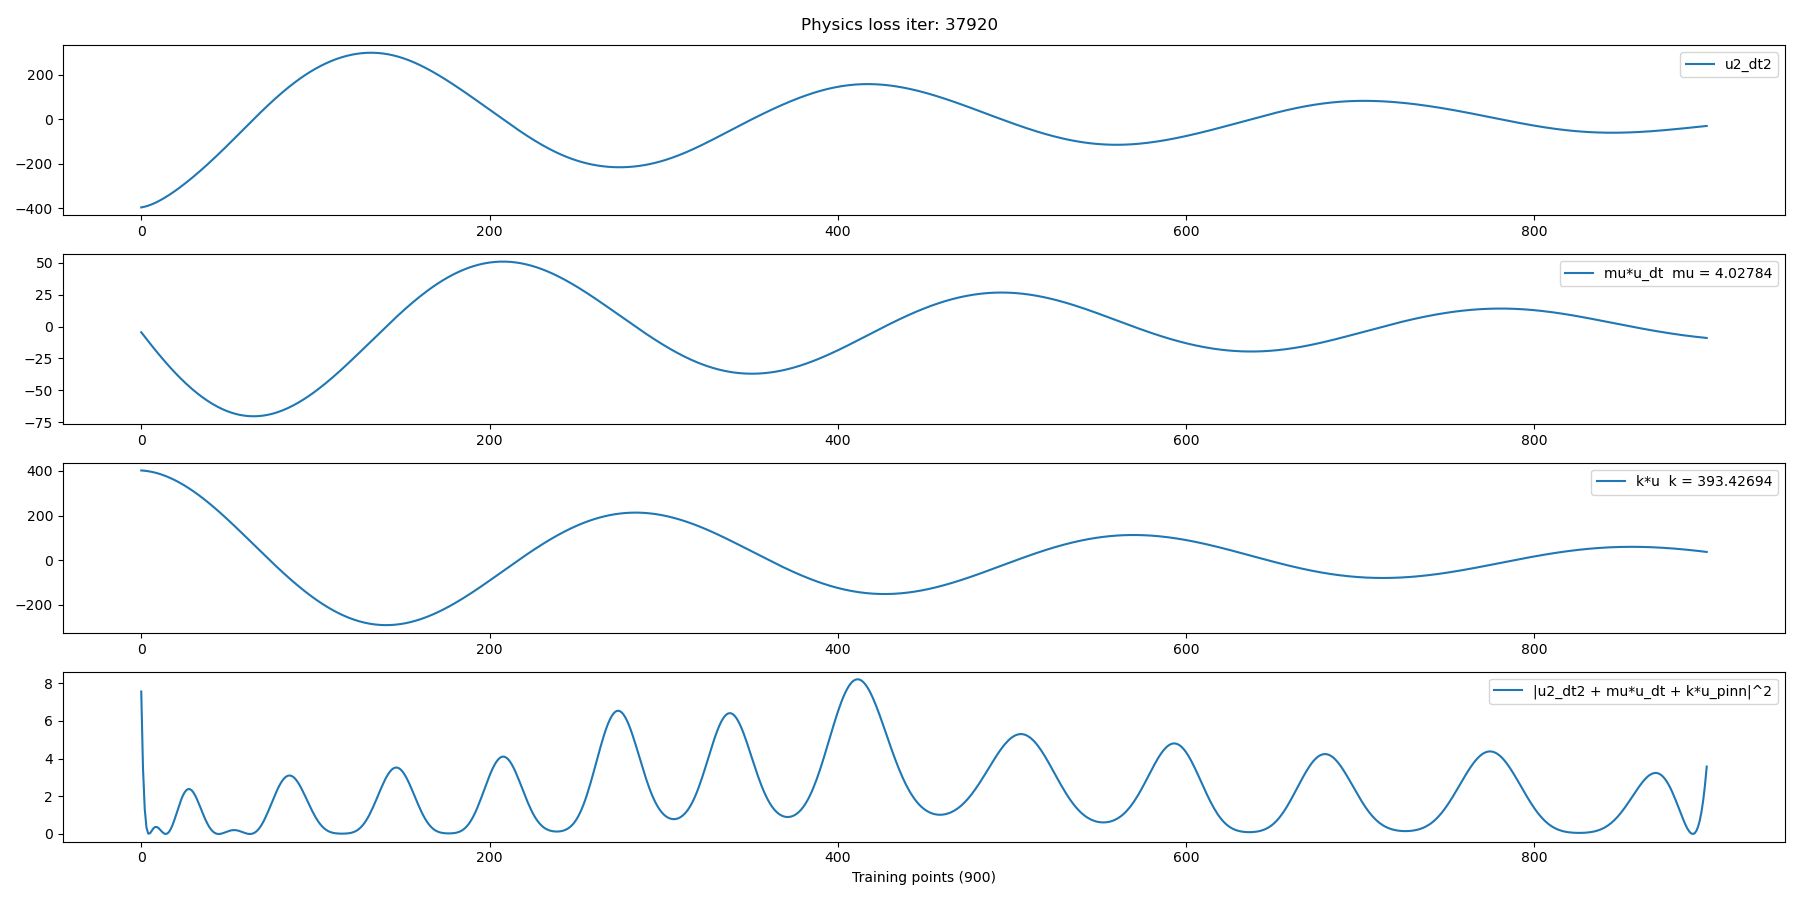 Physics loss iter: 37920
u2_dt2
200
0
−200
−400
0 200 400 600 800
mu*u_dt  mu = 4.02784
50
25
0
−25
−50
−75
0 200 400 600 800
k*u  k = 393.42694
400
200
0
−200
0 200 400 600 800
|u2_dt2 + mu*u_dt + k*u_pinn|^2
8
6
4
2
0
0 200 400 600 800
Training points (900)